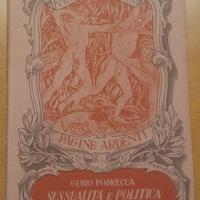 PAGINE ARDENTI
GUIDO PODRECCA
SESSUALITÀ e POLITICA